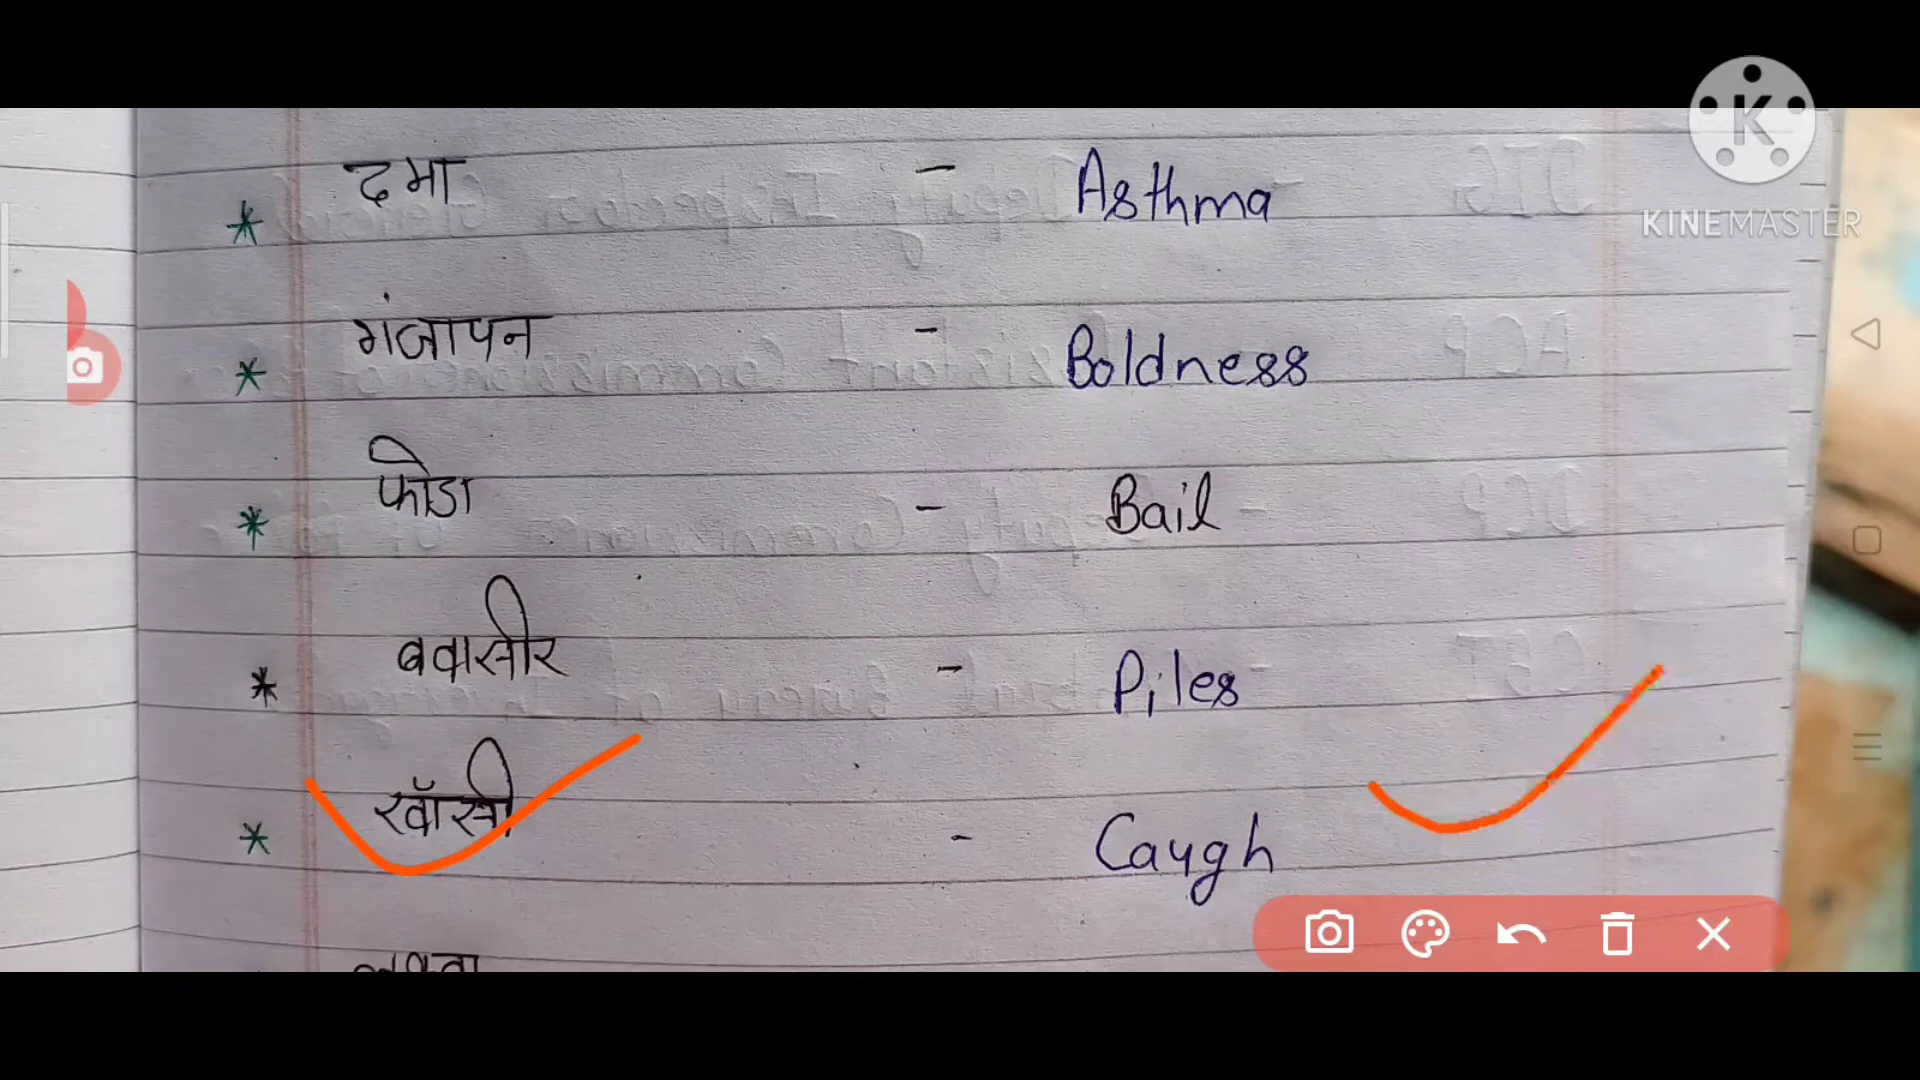 KINEMASTER
* दमा - Asthma
* गंजापन - Boldness
* फोडा - Bail
* बवासीर - Piles
* खॉसी - Caugh